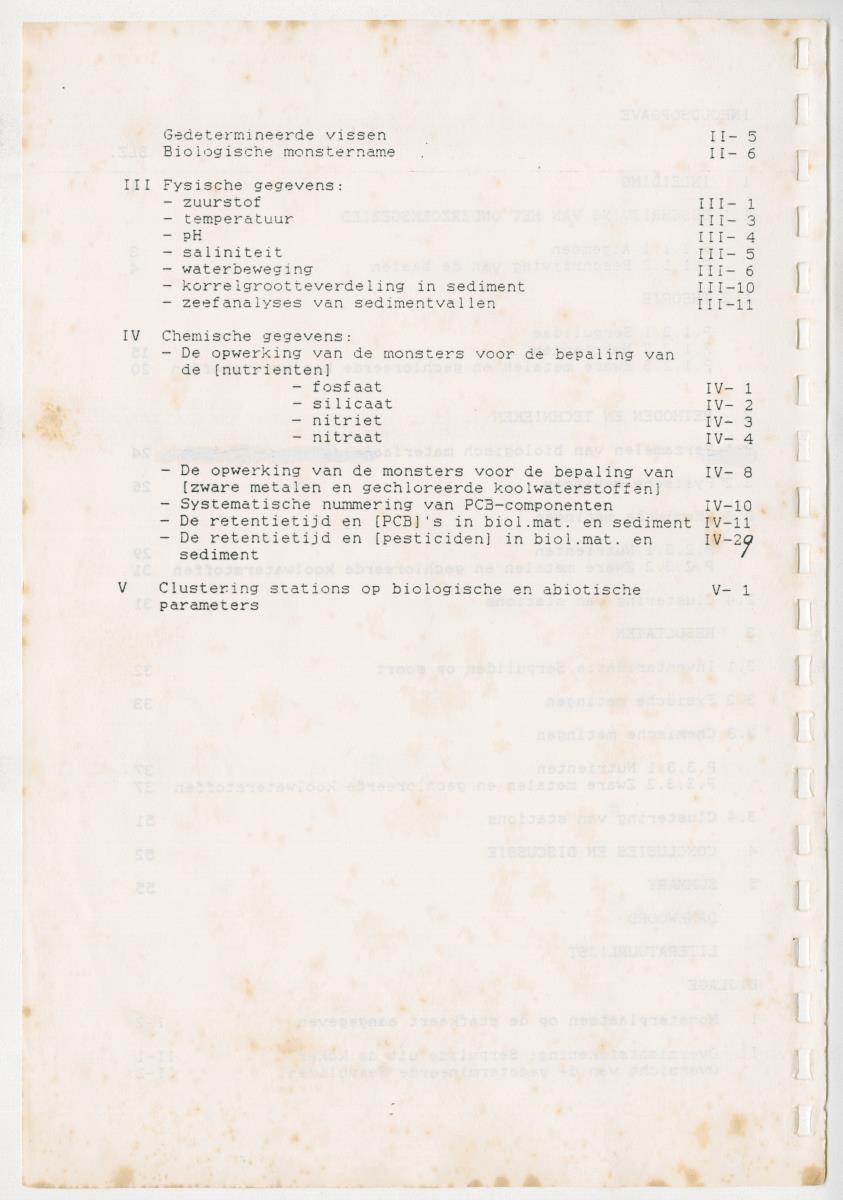 Gedetermineerde vissen II- 5
Biologische monstername II- 6
III Fysische gegevens:
- zuurstof III- 1
- temperatuur III- 3
- pH III- 4
- saliniteit III- 5
- waterbeweging III- 6
- korrelgrootteverdeling in sediment III-10
- zeefanalyses van sedimentvallen III-11
IV Chemische gegevens:
- De opwerking van de monsters voor de bepaling van
de [nutrienten]
- fosfaat IV- 1
- silicaat IV- 2
- nitriet IV- 3
- nitraat IV- 4
- De opwerking van de monsters voor de bepaling van IV- 8
[zware metalen en gechloreerde koolwaterstoffen]
- Systematische nummering van PCB-componenten IV-10
- De retentietijd en [PCB]'s in biol.mat. en sediment IV-11
- De retentietijd en [pesticiden] in biol.mat. en IV-29
sediment
V Clustering stations op biologische en abiotische V- 1
parameters